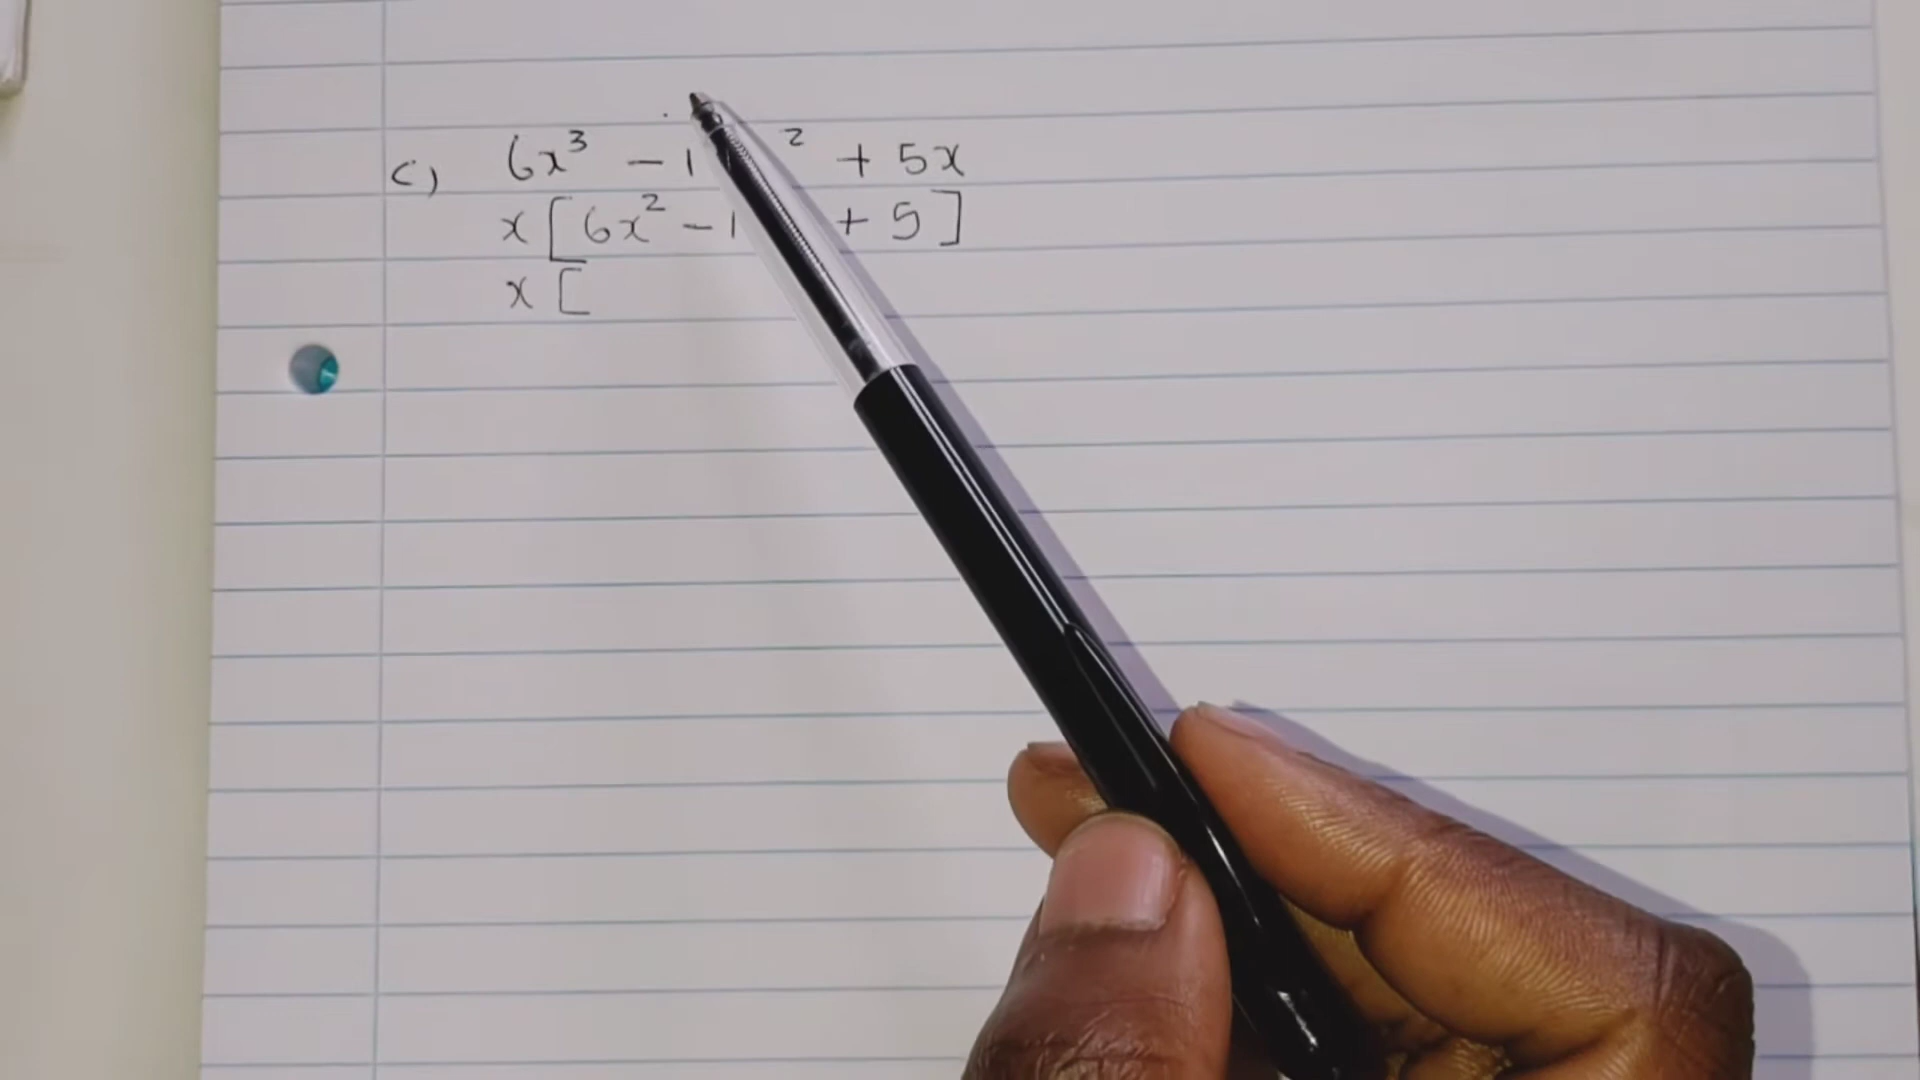 c) 6x³ - 1 ² + 5x
x [6x² - 1 + 5]
x [